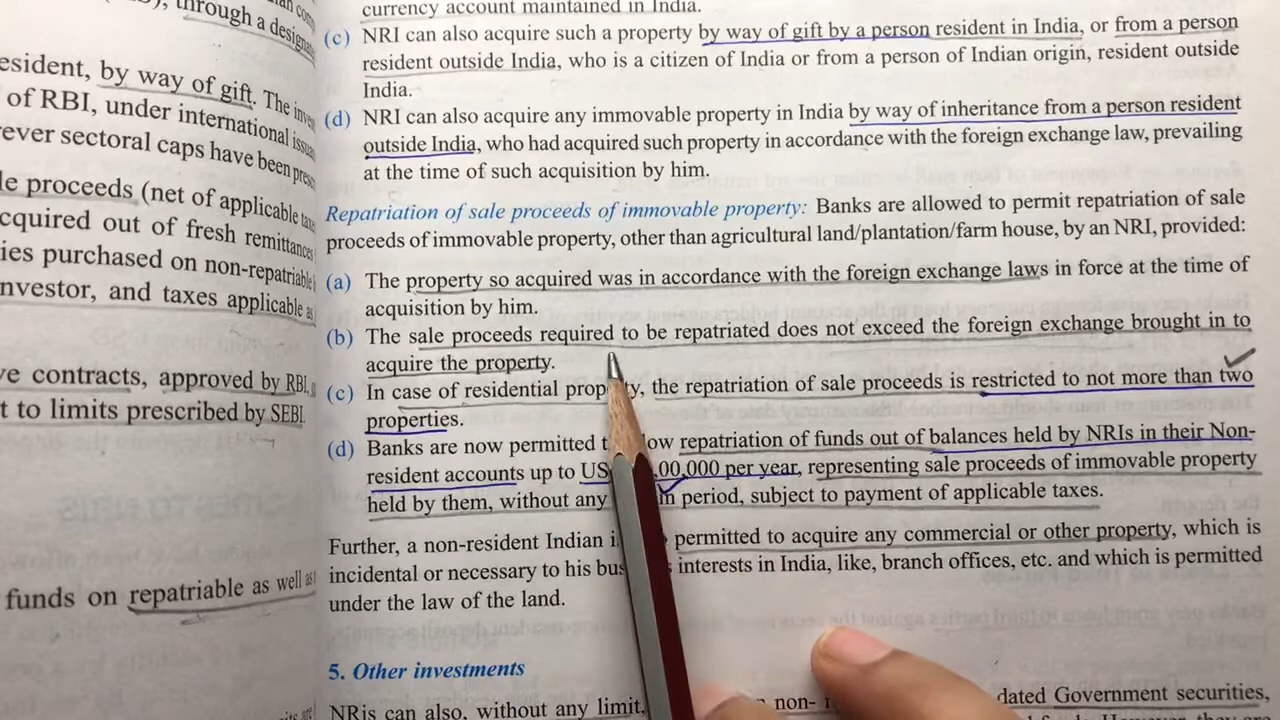 through a design
esident, by way of gift. The inve
of RBI, under international issu
ever sectoral caps have been pres
le proceeds (net of applicable tax
cquired out of fresh remittances
ies purchased on non-repatriable
nvestor, and taxes applicable as
ve contracts, approved by RBI,
t to limits prescribed by SEBI.
funds on repatriable as well as
currency account maintained in India.
(c) NRI can also acquire such a property by way of gift by a person resident in India, or from a person
resident outside India, who is a citizen of India or from a person of Indian origin, resident outside
India.
(d) NRI can also acquire any immovable property in India by way of inheritance from a person resident
outside India, who had acquired such property in accordance with the foreign exchange law, prevailing
at the time of such acquisition by him.
Repatriation of sale proceeds of immovable property: Banks are allowed to permit repatriation of sale
proceeds of immovable property, other than agricultural land/plantation/farm house, by an NRI, provided:
(a) The property so acquired was in accordance with the foreign exchange laws in force at the time of
acquisition by him.
(b) The sale proceeds required to be repatriated does not exceed the foreign exchange brought in to
acquire the property.
(c) In case of residential property, the repatriation of sale proceeds is restricted to not more than two
properties.
(d) Banks are now permitted t low repatriation of funds out of balances held by NRIs in their Non-
resident accounts up to US 00,000 per year, representing sale proceeds of immovable property
held by them, without any in period, subject to payment of applicable taxes.
Further, a non-resident Indian i permitted to acquire any commercial or other property, which is
incidental or necessary to his bus interests in India, like, branch offices, etc. and which is permitted
under the law of the land.
5. Other investments
NRIs can also, without any limit, non- dated Government securities,